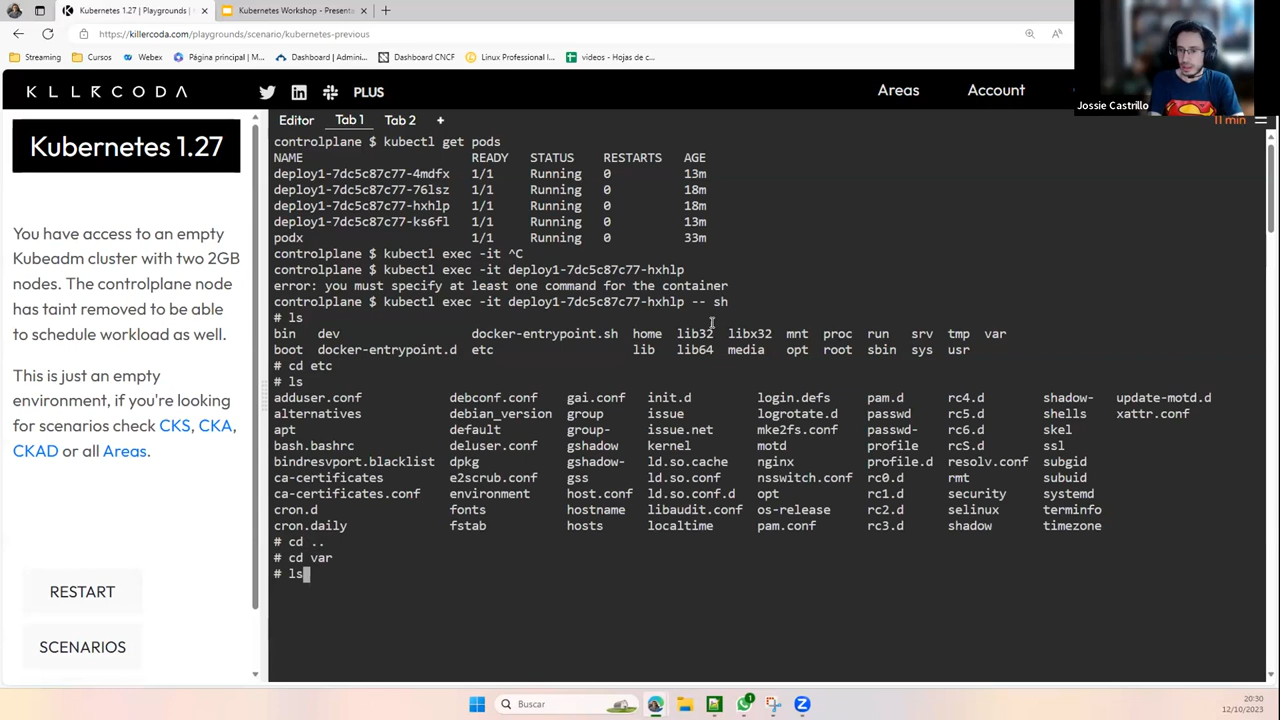 Kubernetes 1.27 | Playgrounds |
Kubernetes Workshop - Presenta
https://killercoda.com/playgrounds/scenario/kubernetes-previous
Streaming
Cursos
Webex
Página principal | M...
Dashboard | Admini...
Dashboard CNCF
Linux Professional I...
videos - Hojas de c...
Jossie Castrillo
KLLRCODA
PLUS
Areas
Account
11 min
Kubernetes 1.27
You have access to an empty
Kubeadm cluster with two 2GB
nodes. The controlplane node
has taint removed to be able
to schedule workload as well.
This is just an empty
environment, if you're looking
for scenarios check CKS, CKA,
CKAD or all Areas.
RESTART
SCENARIOS
Editor Tab 1 Tab 2 +
controlplane $ kubectl get pods
NAME READY STATUS RESTARTS AGE
deploy1-7dc5c87c77-4mdfx 1/1 Running 0 13m
deploy1-7dc5c87c77-76lsz 1/1 Running 0 18m
deploy1-7dc5c87c77-hxhlp 1/1 Running 0 18m
deploy1-7dc5c87c77-ks6fl 1/1 Running 0 13m
podx 1/1 Running 0 33m
controlplane $ kubectl exec -it ^C
controlplane $ kubectl exec -it deploy1-7dc5c87c77-hxhlp
error: you must specify at least one command for the container
controlplane $ kubectl exec -it deploy1-7dc5c87c77-hxhlp -- sh
# ls
bin dev docker-entrypoint.sh home lib32 libx32 mnt proc run srv tmp var
boot docker-entrypoint.d etc lib lib64 media opt root sbin sys usr
# cd etc
# ls
adduser.conf debconf.conf gai.conf init.d login.defs pam.d rc4.d shadow- update-motd.d
alternatives debian_version group issue logrotate.d passwd rc5.d shells xattr.conf
apt default group- issue.net mke2fs.conf passwd- rc6.d skel
bash.bashrc deluser.conf gshadow kernel motd profile rcS.d ssl
bindresvport.blacklist dpkg gshadow- ld.so.cache nginx profile.d resolv.conf subgid
ca-certificates e2scrub.conf gss ld.so.conf nsswitch.conf rc0.d rmt subuid
ca-certificates.conf environment host.conf ld.so.conf.d opt rc1.d security systemd
cron.d fonts hostname libaudit.conf os-release rc2.d selinux terminfo
cron.daily fstab hosts localtime pam.conf rc3.d shadow timezone
# cd ..
# cd var
# ls
Buscar
1
20:30
12/10/2023